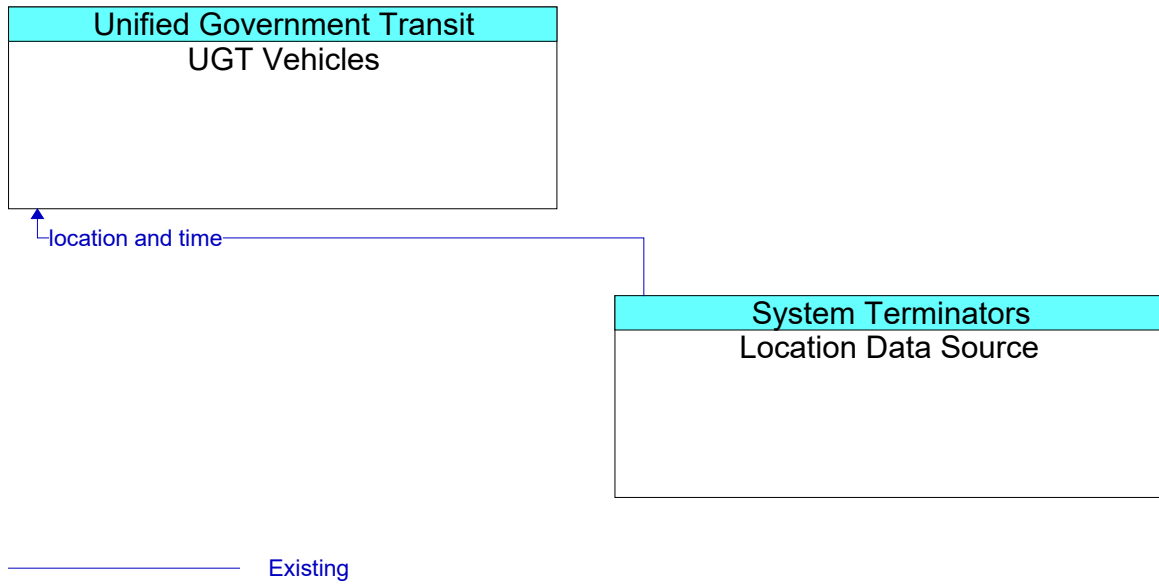 Unified Government Transit
UGT Vehicles
location and time
System Terminators
Location Data Source
Existing